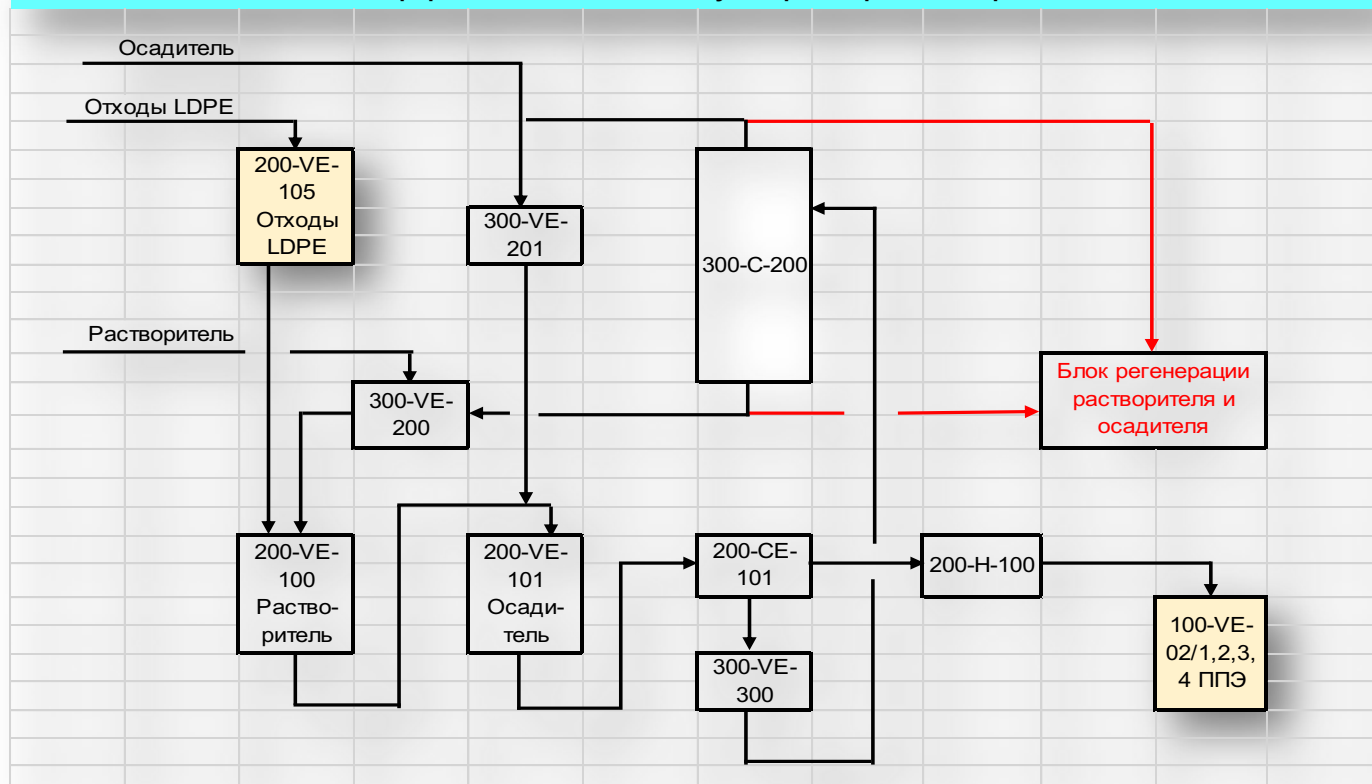 Осадитель
Отходы LDPE
200-VE-
105
Отходы
LDPE
300-VE-
201
300-C-200
Растворитель
300-VE-
200
Блок регенерации
растворителя и
осадителя
200-VE-
100
Раство-
ритель
200-VE-
101
Осади-
тель
200-CE-
101
200-H-100
300-VE-
300
100-VE-
02/1,2,3,
4 ППЭ